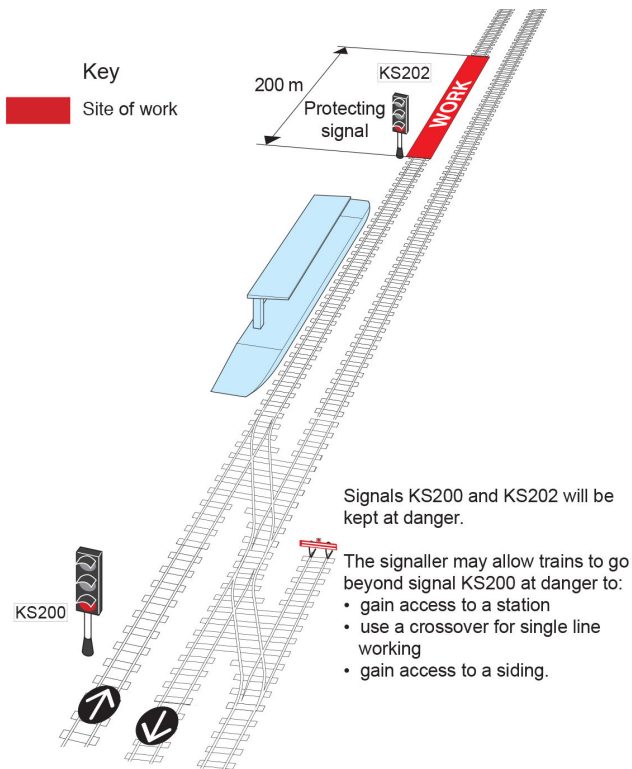 Key
Site of work
200 m
KS202
Protecting
signal
WORK
Signals KS200 and KS202 will be
kept at danger.
The signaller may allow trains to go
beyond signal KS200 at danger to:
• gain access to a station
• use a crossover for single line
working
• gain access to a siding.
KS200